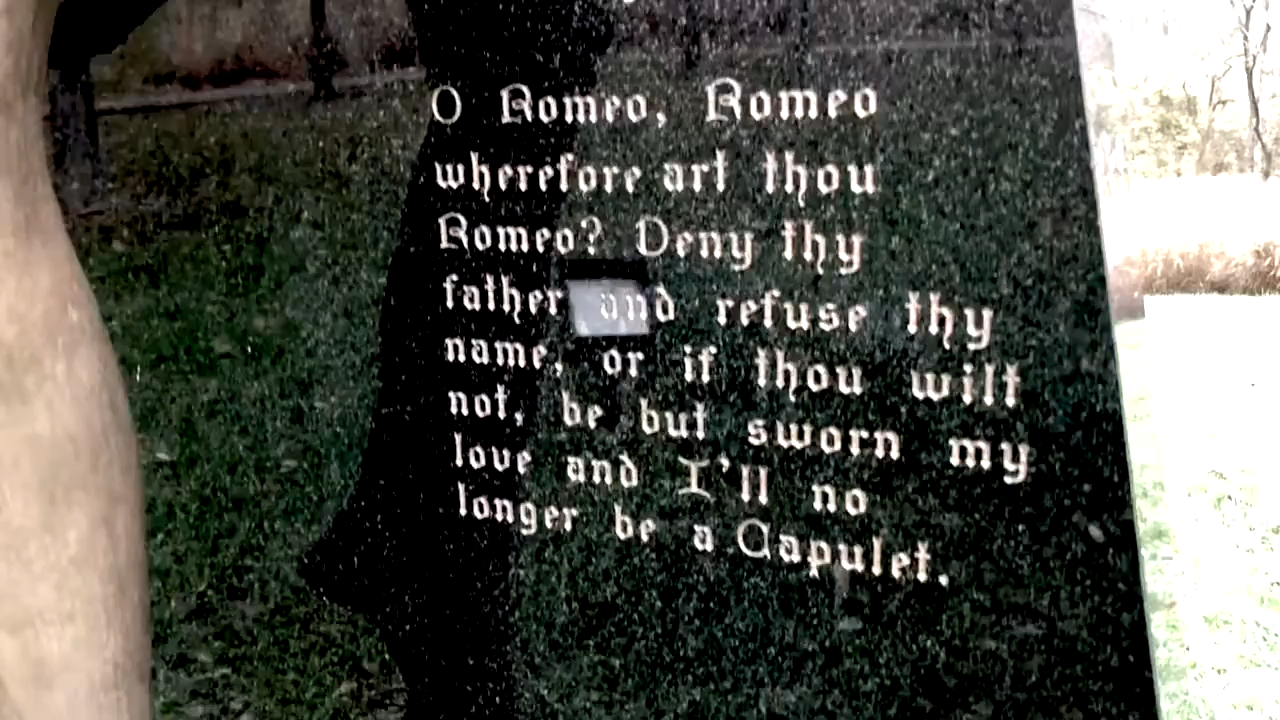 O Romeo, Romeo
wherefore art thou
Romeo? Deny thy
father and refuse thy
name, or if thou wilt
not, be but sworn my
love and I'll no
longer be a Capulet.